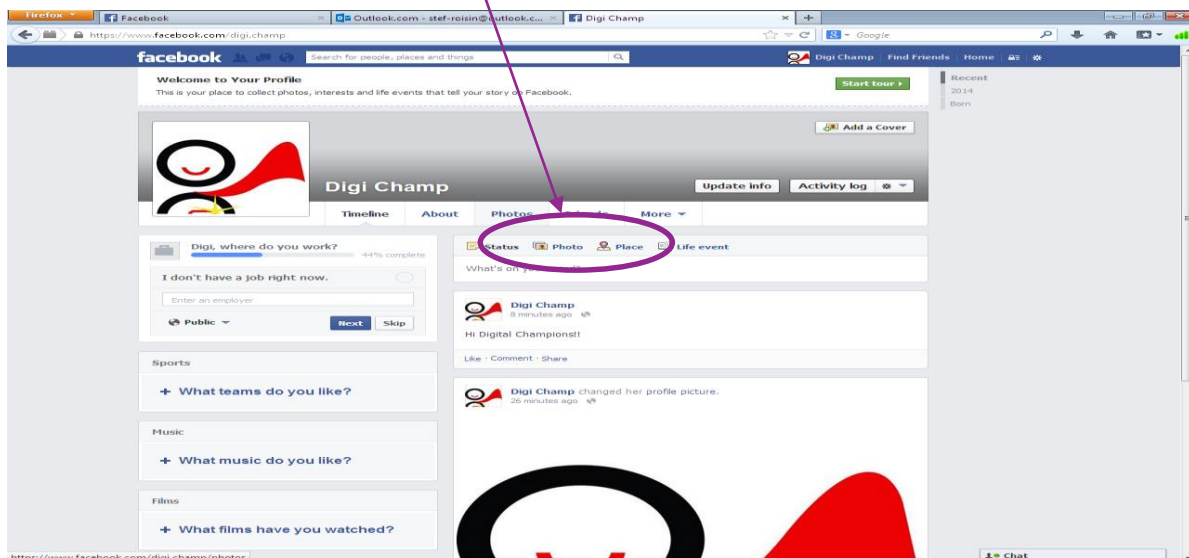 Firefox
Facebook
Outlook.com - stef-roisin@outlook.c...
Digi Champ
https://www.facebook.com/digi.champ
Google
facebook
Search for people, places and things
Digi Champ
Find Friends
Home
Welcome to Your Profile
This is your place to collect photos, interests and life events that tell your story on Facebook.
Start tour
Recent
2014
Born
Add a Cover
Digi Champ
Update info
Activity log
Timeline About Photos More
Digi, where do you work?
44% complete
I don't have a job right now.
Enter an employer
Public
Next
Skip
Status Photo Place Life event
What's on
Digi Champ
8 minutes ago
Hi Digital Champions!!
Like · Comment · Share
Digi Champ changed her profile picture.
26 minutes ago
Sports
+ What teams do you like?
Music
+ What music do you like?
Films
+ What films have you watched?
https://www.facebook.com/digi.champ/photos
Chat